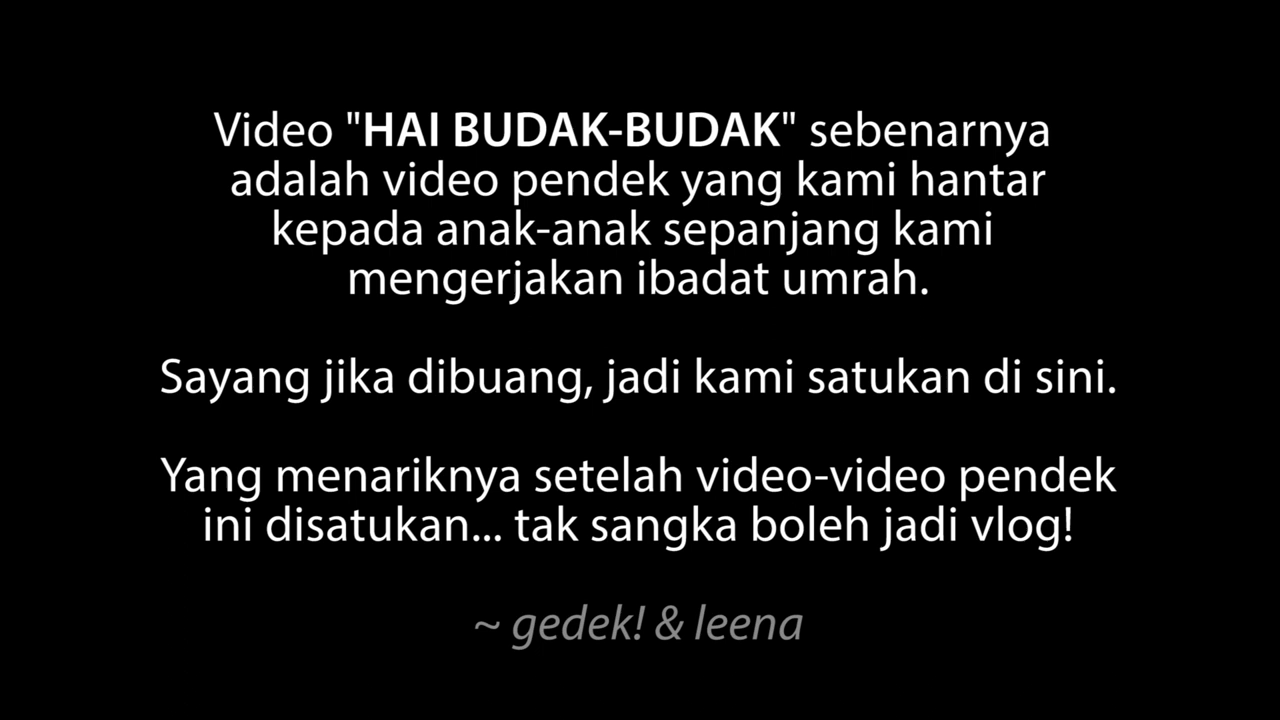 Video "HAI BUDAK-BUDAK" sebenarnya
adalah video pendek yang kami hantar
kepada anak-anak sepanjang kami
mengerjakan ibadat umrah.
Sayang jika dibuang, jadi kami satukan di sini.
Yang menariknya setelah video-video pendek
ini disatukan... tak sangka boleh jadi vlog!
~ gedek! & leena